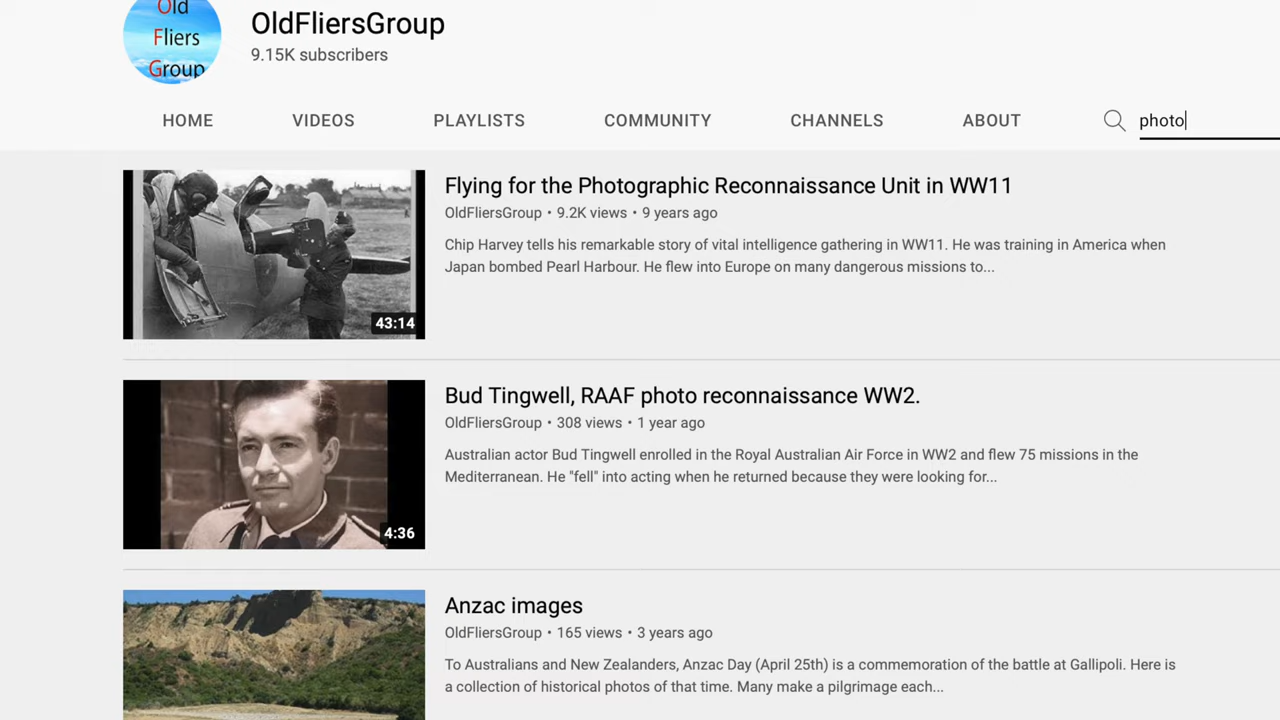 Old
Fliers
Group
OldFliersGroup
9.15K subscribers
HOME VIDEOS PLAYLISTS COMMUNITY CHANNELS ABOUT photo
Flying for the Photographic Reconnaissance Unit in WW11
OldFliersGroup • 9.2K views • 9 years ago
Chip Harvey tells his remarkable story of vital intelligence gathering in WW11. He was training in America when
Japan bombed Pearl Harbour. He flew into Europe on many dangerous missions to...
43:14
Bud Tingwell, RAAF photo reconnaissance WW2.
OldFliersGroup • 308 views • 1 year ago
Australian actor Bud Tingwell enrolled in the Royal Australian Air Force in WW2 and flew 75 missions in the
Mediterranean. He "fell" into acting when he returned because they were looking for...
4:36
Anzac images
OldFliersGroup • 165 views • 3 years ago
To Australians and New Zealanders, Anzac Day (April 25th) is a commemoration of the battle at Gallipoli. Here is
a collection of historical photos of that time. Many make a pilgrimage each...